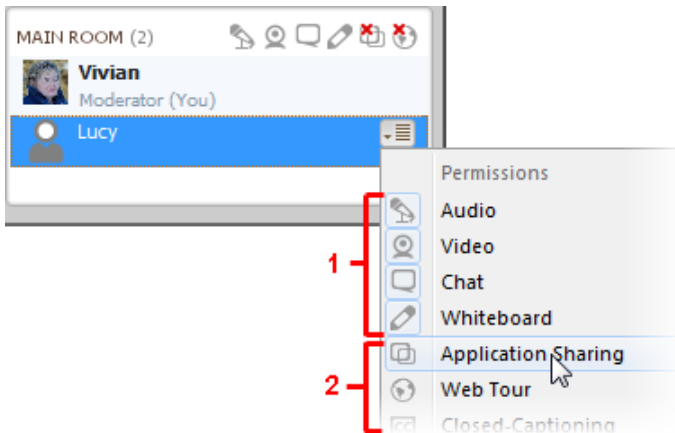 MAIN ROOM (2)
Vivian
Moderator (You)
Lucy
Permissions
1
Audio
Video
Chat
Whiteboard
2
Application Sharing
Web Tour
CC Closed-Captioning